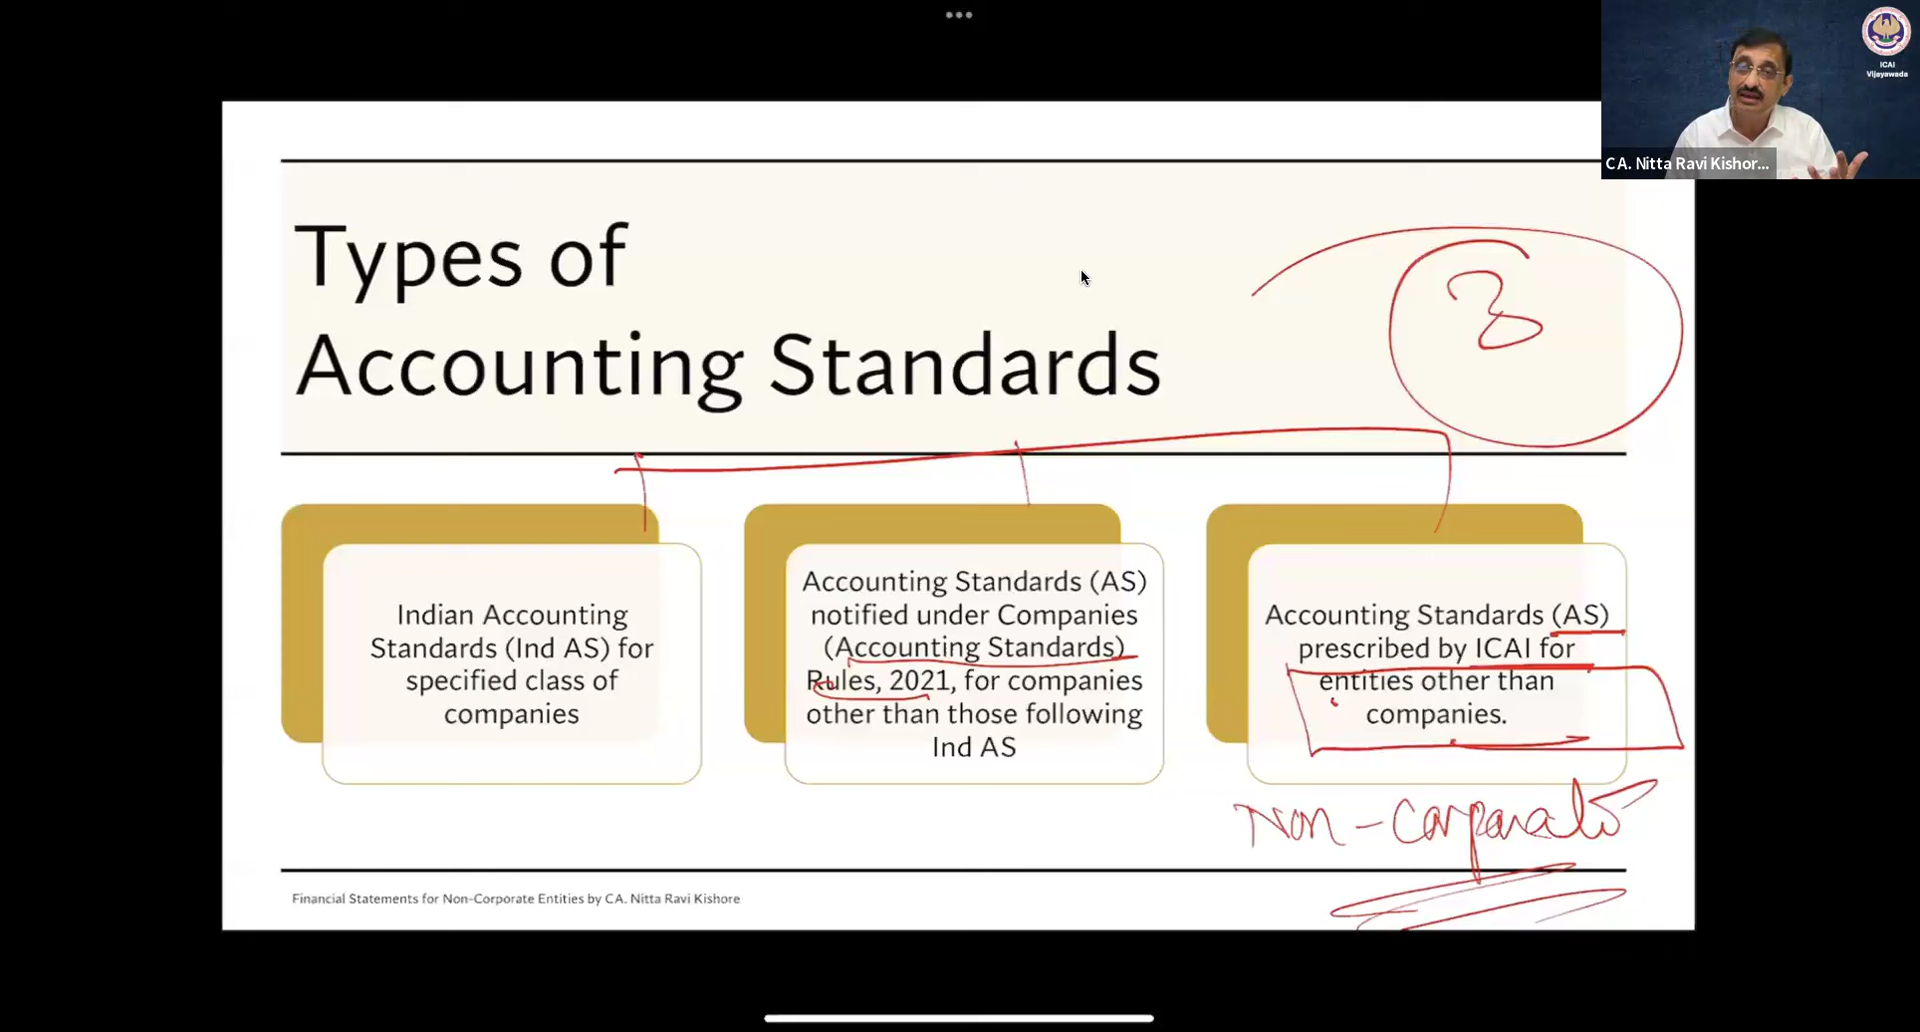 ICAI
Vijayawada
CA. Nitta Ravi Kishor...
Types of
Accounting Standards
3
Indian Accounting
Standards (Ind AS) for
specified class of
companies
Accounting Standards (AS)
notified under Companies
(Accounting Standards)
Rules, 2021, for companies
other than those following
Ind AS
Accounting Standards (AS)
prescribed by ICAI for
entities other than
companies.
Non-Corporate
Financial Statements for Non-Corporate Entities by CA. Nitta Ravi Kishore